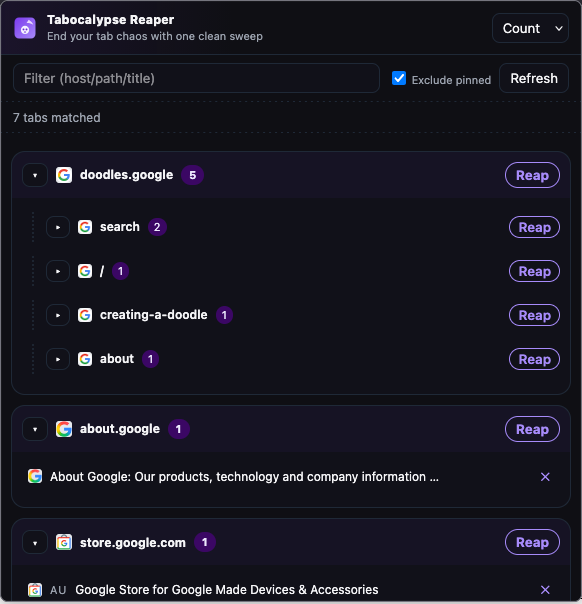 Tabocalypse Reaper
End your tab chaos with one clean sweep
Count
Filter (host/path/title)
Exclude pinned
Refresh
7 tabs matched
doodles.google 5 Reap
search 2 Reap
/ 1 Reap
creating-a-doodle 1 Reap
about 1 Reap
about.google 1 Reap
About Google: Our products, technology and company information ...
store.google.com 1 Reap
AU Google Store for Google Made Devices & Accessories